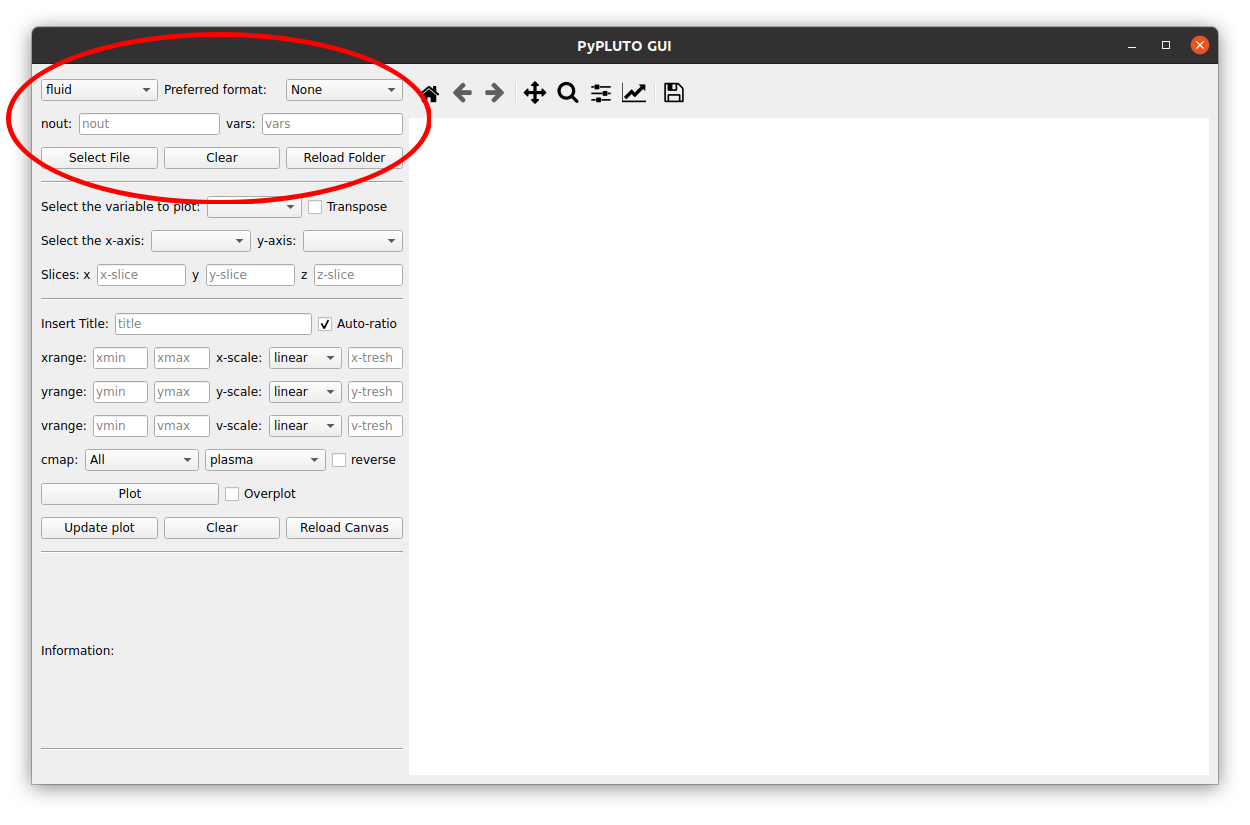 PyPLUTO GUI
fluid Preferred format: None
nout: nout vars: vars
Select File Clear Reload Folder
Select the variable to plot: Transpose
Select the x-axis: y-axis:
Slices: x x-slice y y-slice z z-slice
Insert Title: title Auto-ratio
xrange: xmin xmax x-scale: linear x-tresh
yrange: ymin ymax y-scale: linear y-tresh
vrange: vmin vmax v-scale: linear v-tresh
cmap: All plasma reverse
Plot Overplot
Update plot Clear Reload Canvas
Information: